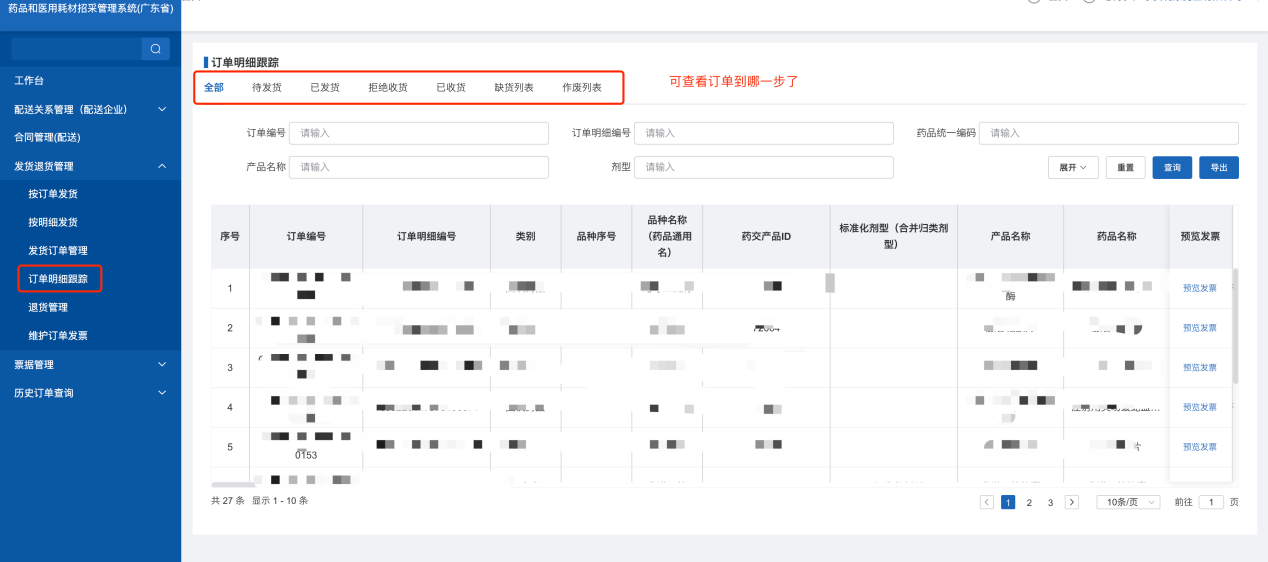 药品和医用耗材招采管理系统(广东省)
工作台
配送关系管理（配送企业）
合同管理(配送)
发货退货管理
按订单发货
按明细发货
发货订单管理
订单明细跟踪
退货管理
维护订单发票
票据管理
历史订单查询
订单明细跟踪
全部 待发货 已发货 拒绝收货 已收货 缺货列表 作废列表
可查看订单到哪一步了
订单编号 请输入 订单明细编号 请输入 药品统一编码 请输入
产品名称 请输入 剂型 请输入 展开 重置 查询 导出
序号 订单编号 订单明细编号 类别 品种序号 品种名称（药品通用名） 药交产品ID 标准化剂型（合并归类剂型） 产品名称 药品名称 预览发票
1 酶 预览发票
2 预览发票
3 预览发票
4 预览发票
5 0153 片 预览发票
共 27 条 显示 1 - 10 条 1 2 3 10条/页 前往 1 页